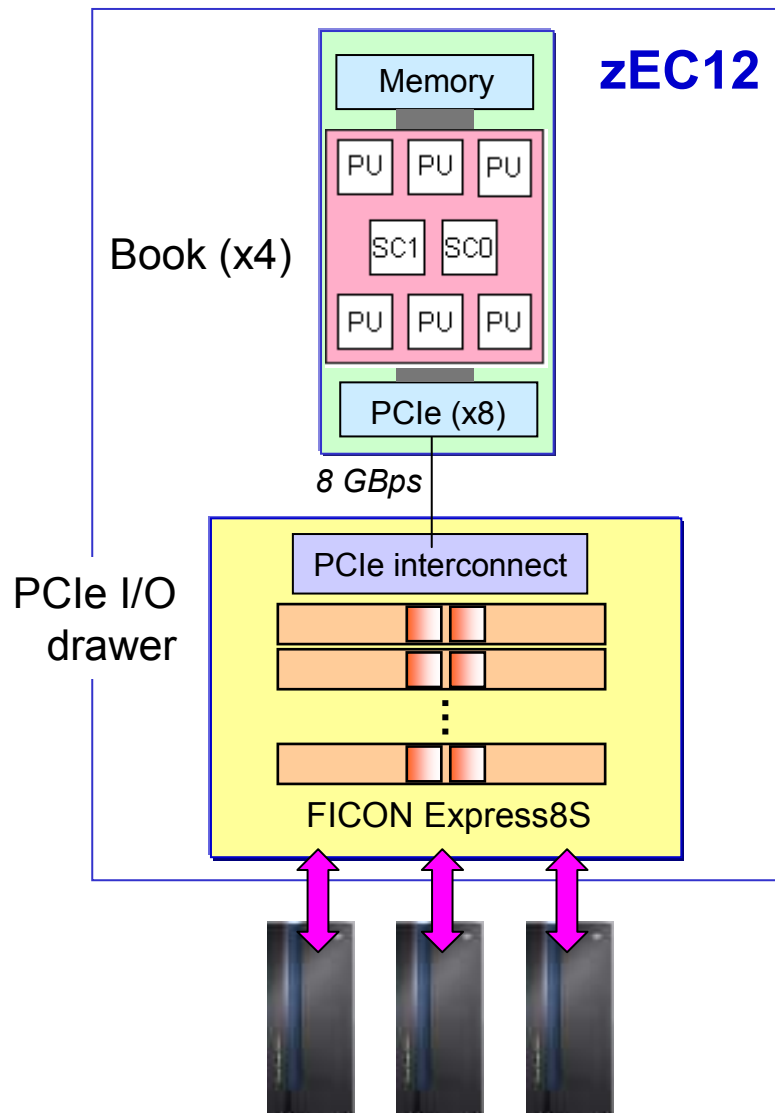 zEC12
Memory
PU PU PU
Book (x4)
SC1 SC0
PU PU PU
PCIe (x8)
8 GBps
PCIe interconnect
PCIe I/O
drawer
FICON Express8S